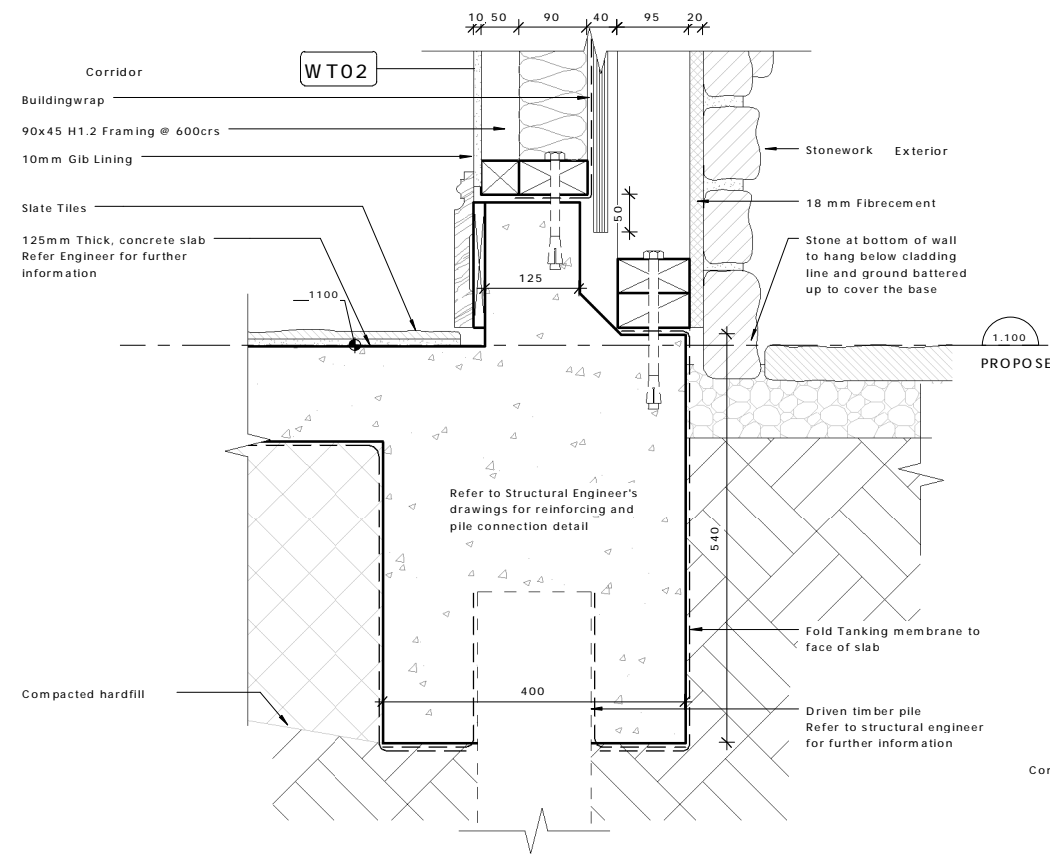 10 50 90 40 95 20
Corridor
WT02
Buildingwrap
90x45 H1.2 Framing @ 600crs
10mm Gib Lining
Slate Tiles
125mm Thick, concrete slab
Refer Engineer for further
information
1100
50
125
Stonework Exterior
18 mm Fibrecement
Stone at bottom of wall
to hang below cladding
line and ground battered
up to cover the base
1.100
PROPOSE
Refer to Structural Engineer's
drawings for reinforcing and
pile connection detail
540
Fold Tanking membrane to
face of slab
Compacted hardfill
400
Driven timber pile
Refer to structural engineer
for further information
Cor